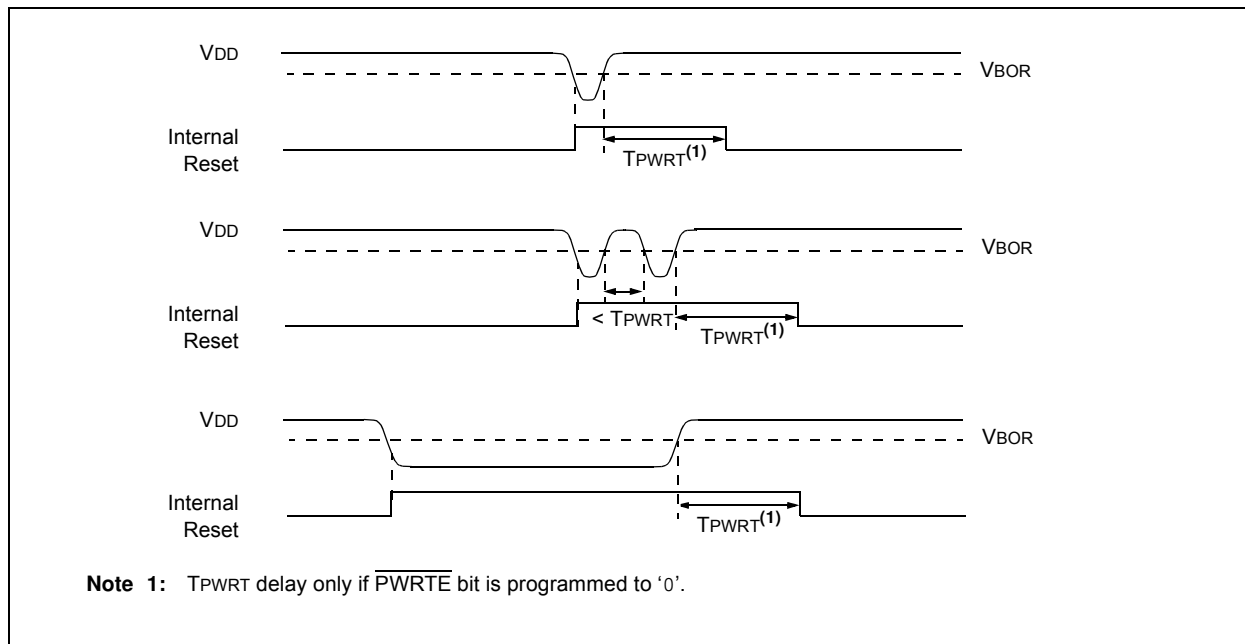 VDD
VBOR
Internal
Reset
TPWRT(1)
VDD
VBOR
Internal
Reset
< TPWRT
TPWRT(1)
VDD
VBOR
Internal
Reset
TPWRT(1)
Note 1: TPWRT delay only if PWRTE bit is programmed to ‘0’.